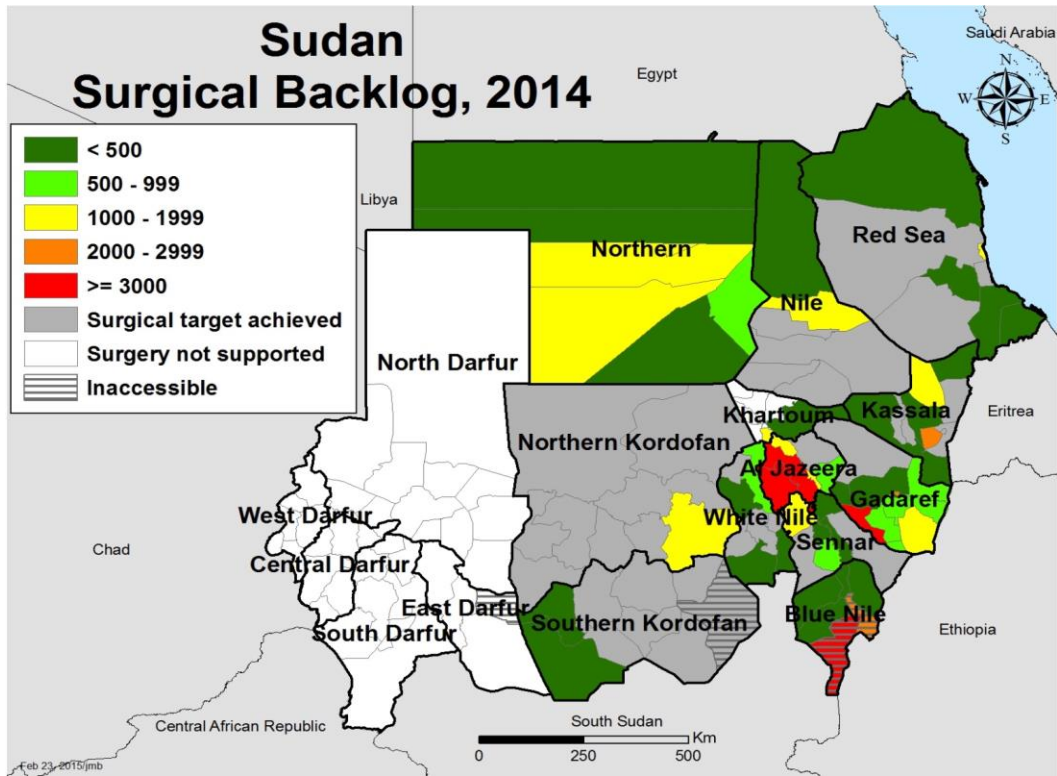 Sudan
Surgical Backlog, 2014
Saudi Arabia
Egypt
N
W E
S
< 500
500 - 999
1000 - 1999
2000 - 2999
>= 3000
Surgical target achieved
Surgery not supported
Inaccessible
Libya
Northern
Red Sea
Nile
North Darfur
Khartoum
Kassala
Eritrea
Northern Kordofan
Al Jazeera
Gadaref
White Nile
West Darfur
Sennar
Chad
Central Darfur
East Darfur
Southern Kordofan
Blue Nile
South Darfur
Ethiopia
Central African Republic
South Sudan
Km
0 250 500
Feb 23, 2015/jmb